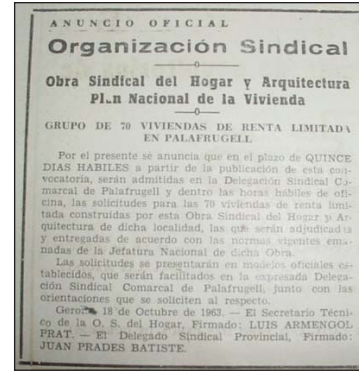 ANUNCIO OFICIAL
Organización Sindical
Obra Sindical del Hogar y Arquitectura
Pl.n Nacional de la Vivienda
GRUPO DE 70 VIVIENDAS DE RENTA LIMITADA
EN PALAFRUGELL
Por el presente se anuncia que en el plazo de QUINCE
DIAS HABILES a partir de la publicación de esta con-
vocatoria, serán admitidas en la Delegación Sindical Co-
marcal de Palafrugell y dentro las horas hábiles de ofi-
cina, las solicitudes para las 70 viviendas de renta limi-
tada construidas por esta Obra Sindical del Hogar y Ar-
quitectura de dicha localidad, las que serán adjudicadas
y entregadas de acuerdo con las normas vigentes ema-
nadas de la Jefatura Nacional de dicha Obra.
Las solicitudes se presentarán en modelos oficiales es-
tablecidos, que serán facilitados en la expresada Delega-
ción Sindical Comarcal de Palafrugell, junto con las
orientaciones que se soliciten al respecto.
Gerona 18 de Octubre de 1963. — El Secretario Técni-
co de la O. S. del Hogar, Firmado: LUIS ARMENGOL
PRAT. — El Delegado Sindical Provincial, Firmado:
JUAN PRADES BATISTE.